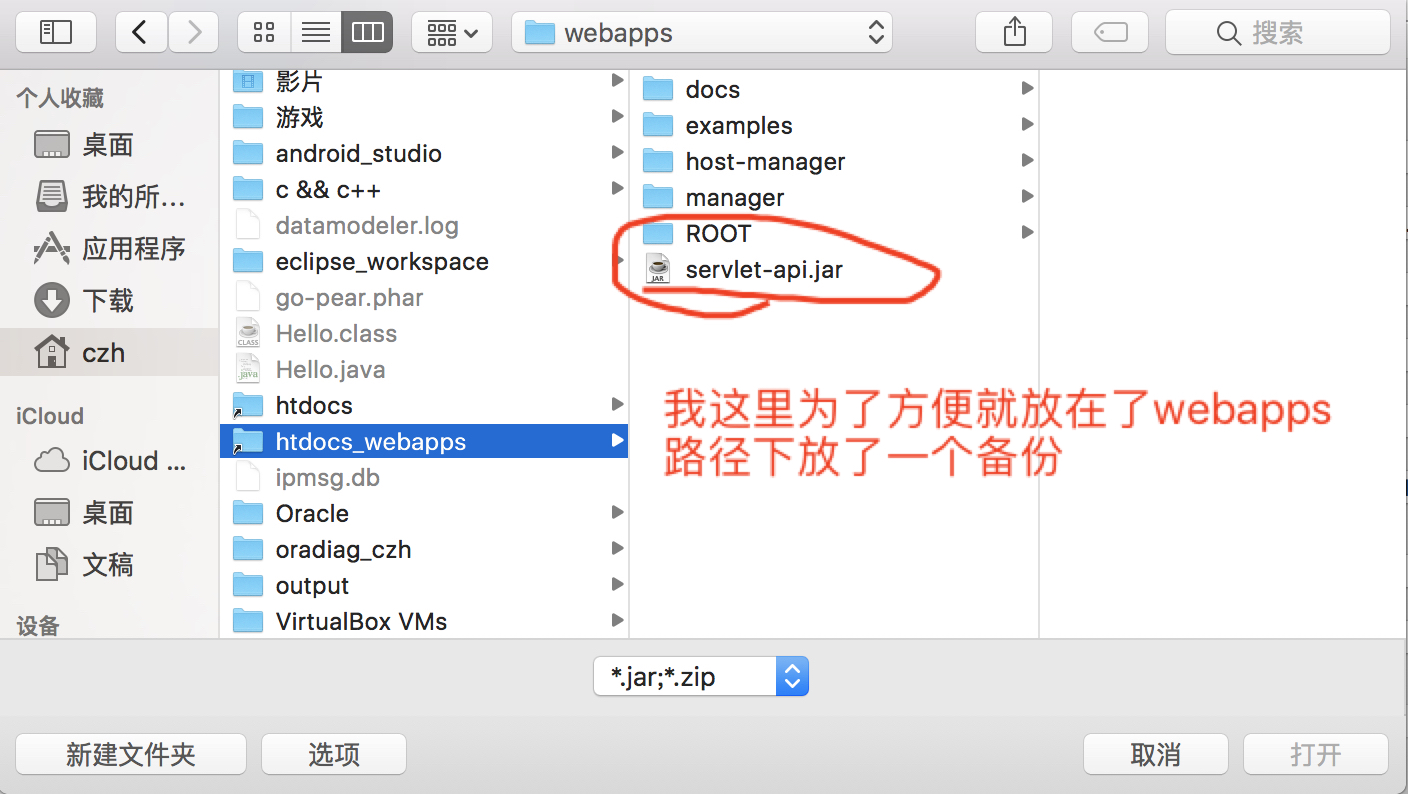 webapps
搜索
个人收藏
桌面
我的所...
应用程序
下载
czh
iCloud
iCloud ...
桌面
文稿
设备
影片
游戏
android_studio
c && c++
datamodeler.log
eclipse_workspace
go-pear.phar
Hello.class
Hello.java
htdocs
htdocs_webapps
ipmsg.db
Oracle
oradiag_czh
output
VirtualBox VMs
docs
examples
host-manager
manager
ROOT
servlet-api.jar
我这里为了方便就放在了webapps
路径下放了一个备份
*.jar;*.zip
新建文件夹
选项
取消
打开